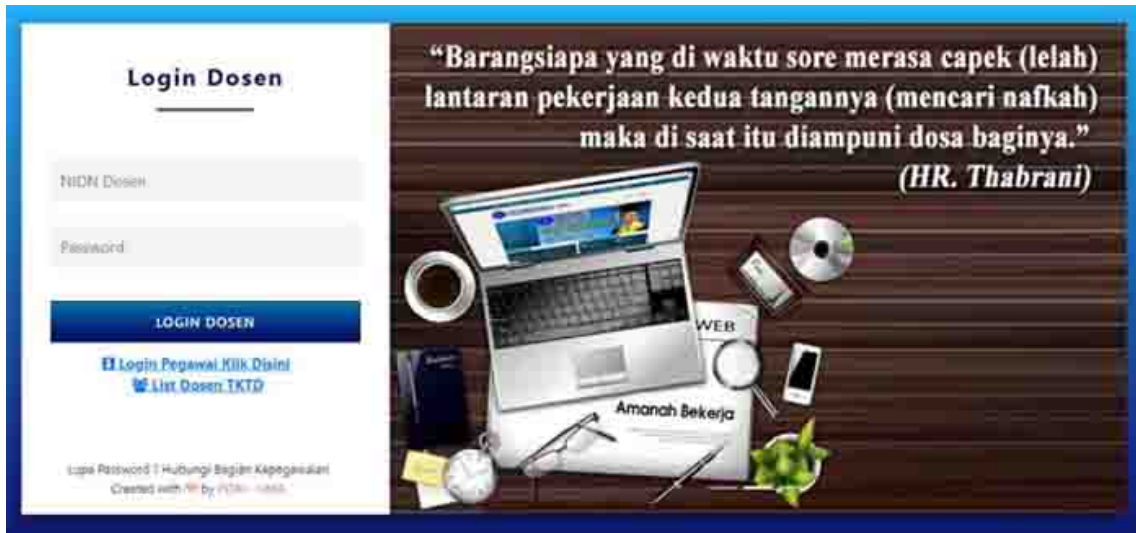 Login Dosen
NIDN Dosen
Password
LOGIN DOSEN
Login Pegawai Klik Disini
List Dosen TKTD
Lupa Password ? Hubungi Bagian Kepegawaian
Created with by
“Barangsiapa yang di waktu sore merasa capek (lelah)
lantaran pekerjaan kedua tangannya (mencari nafkah)
maka di saat itu diampuni dosa baginya.”
(HR. Thabrani)
WEB
Amanah Bekerja